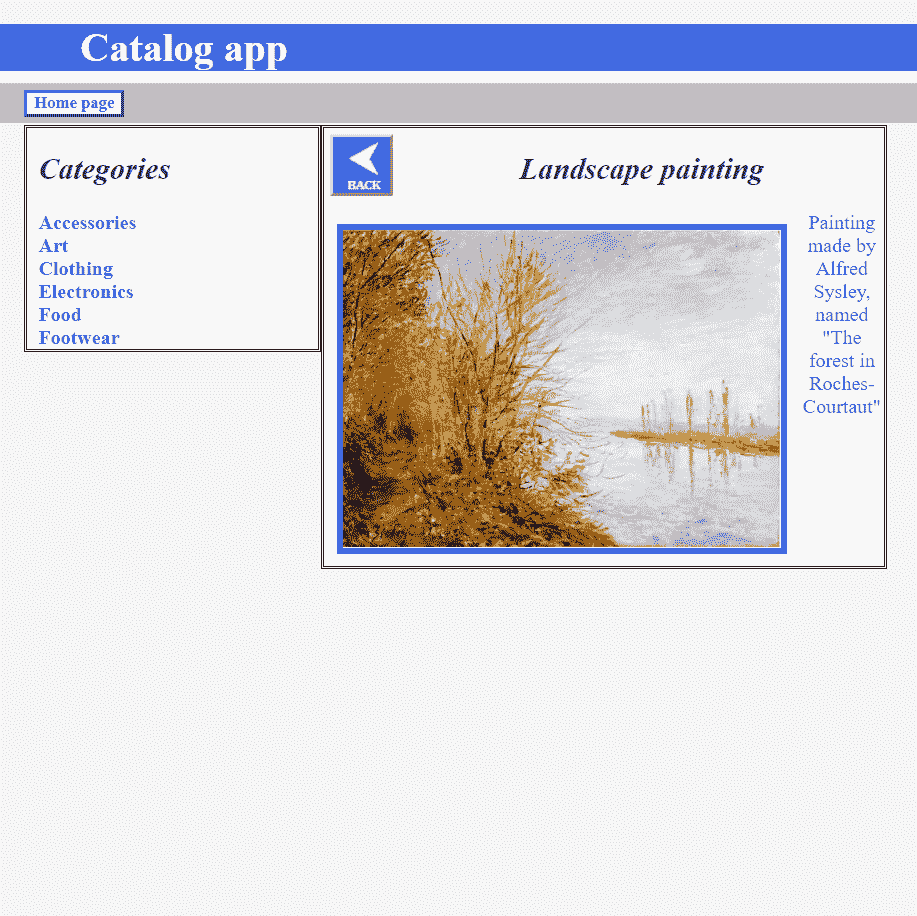 Catalog app
Home page
Categories
Accessories
Art
Clothing
Electronics
Food
Footwear
BACK
Landscape painting
Painting
made by
Alfred
Sysley,
named
"The
forest in
Roches-
Courtaut"